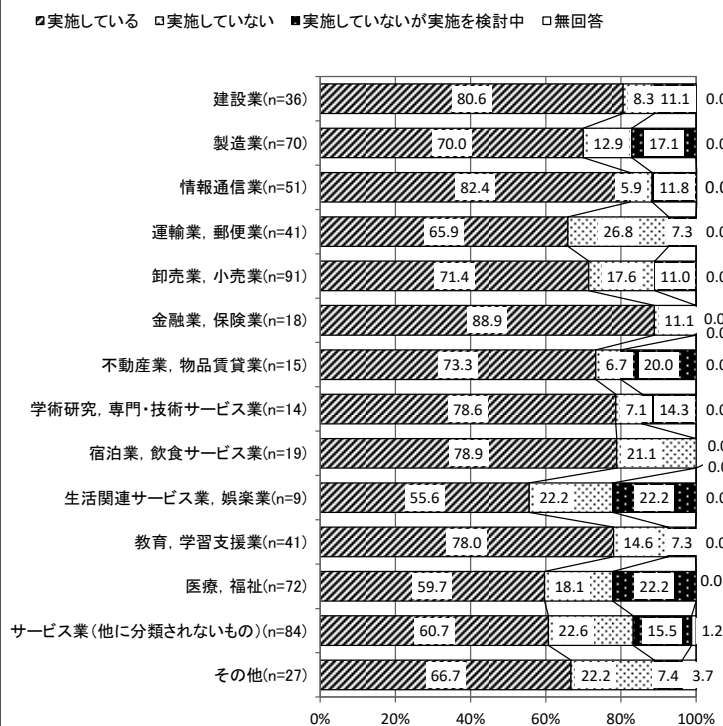 実施している 実施していない 実施していないが実施を検討中 無回答
建設業(n=36) 80.6 8.3 11.1 0.0
製造業(n=70) 70.0 12.9 17.1 0.0
情報通信業(n=51) 82.4 5.9 11.8 0.0
運輸業，郵便業(n=41) 65.9 26.8 7.3 0.0
卸売業，小売業(n=91) 71.4 17.6 11.0 0.0
金融業，保険業(n=18) 88.9 11.1 0.0 0.0
不動産業，物品賃貸業(n=15) 73.3 6.7 20.0 0.0
学術研究，専門・技術サービス業(n=14) 78.6 7.1 14.3 0.0
宿泊業，飲食サービス業(n=19) 78.9 21.1 0.0 0.0
生活関連サービス業，娯楽業(n=9) 55.6 22.2 22.2 0.0
教育，学習支援業(n=41) 78.0 14.6 7.3 0.0
医療，福祉(n=72) 59.7 18.1 22.2 0.0
サービス業（他に分類されないもの）(n=84) 60.7 22.6 15.5 1.2
その他(n=27) 66.7 22.2 7.4 3.7
0% 20% 40% 60% 80% 100%